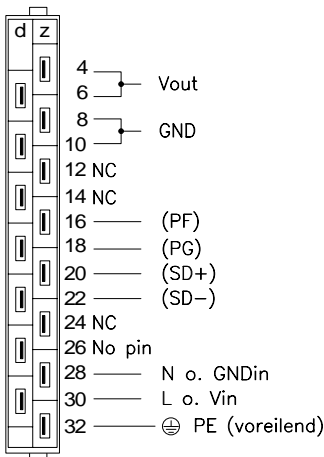 d z
4
6
Vout
8
10
GND
12 NC
14 NC
16 (PF)
18 (PG)
20 (SD+)
22 (SD-)
24 NC
26 No pin
28 N o. GNDin
30 L o. Vin
32 PE (voreilend)